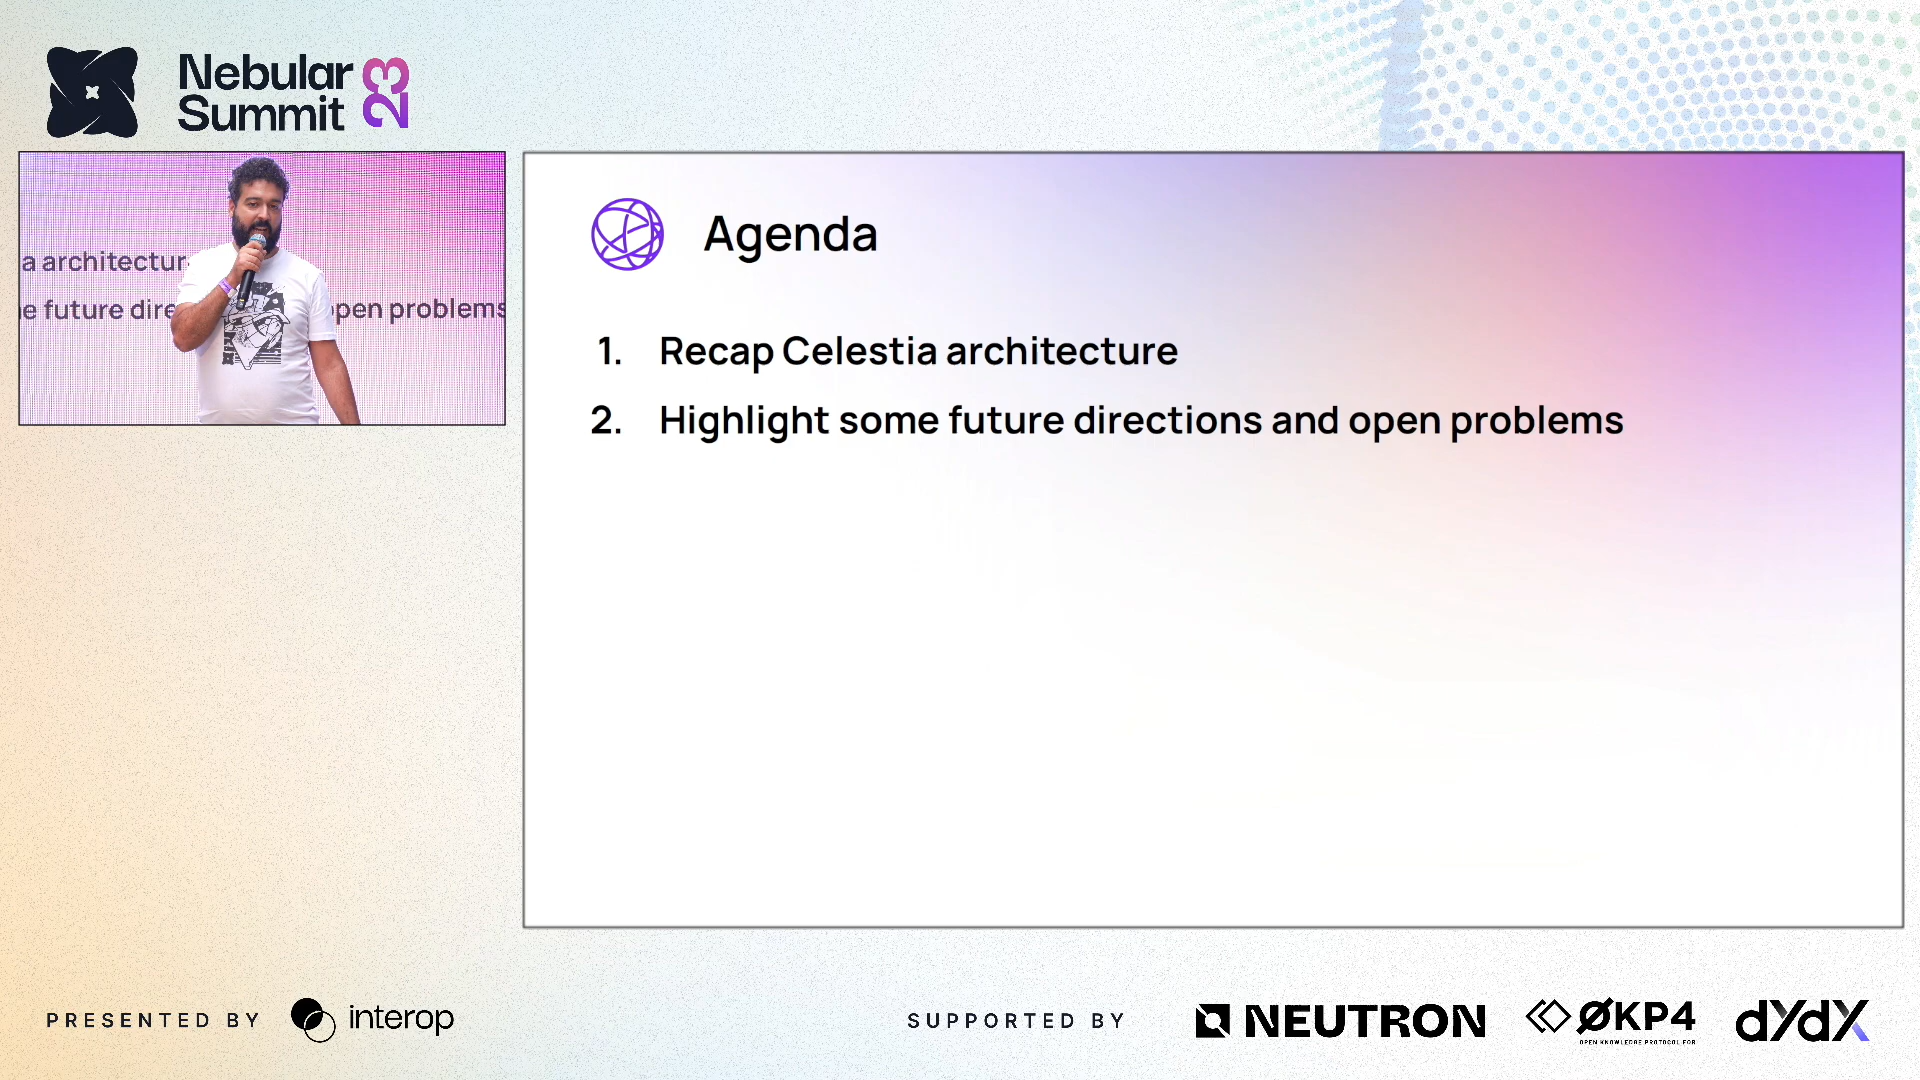 Nebular
Summit
23
a architectur
e future dire
open problems
Agenda
1. Recap Celestia architecture
2. Highlight some future directions and open problems
PRESENTED BY
interop
SUPPORTED BY
NEUTRON
ØKP4
OPEN KNOWLEDGE PROTOCOL FOR
dYdX